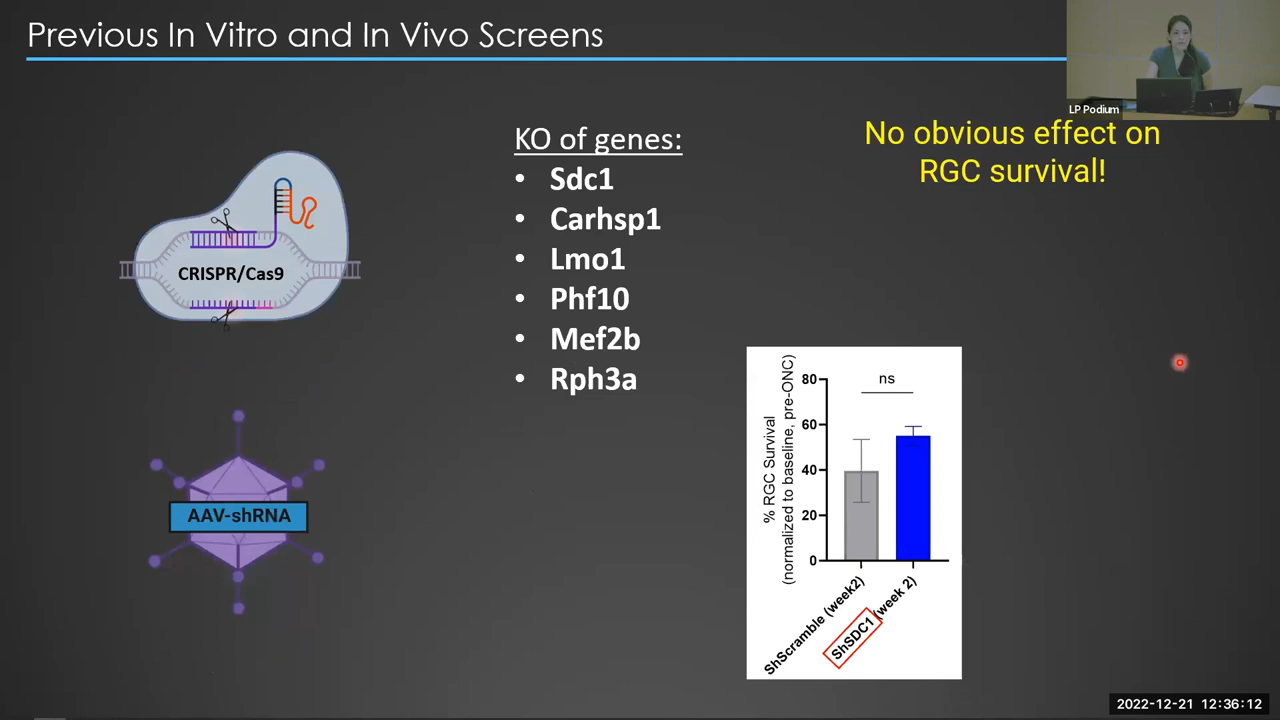 Previous In Vitro and In Vivo Screens
LP Podium
No obvious effect on
RGC survival!
KO of genes:
• Sdc1
• Carhsp1
• Lmo1
• Phf10
• Mef2b
• Rph3a
CRISPR/Cas9
AAV-shRNA
% RGC Survival
(normalized to baseline, pre-ONC)
80
60
40
20
0
ns
ShScramble (week2)
ShSDC1 (week 2)
2022-12-21 12:36:12